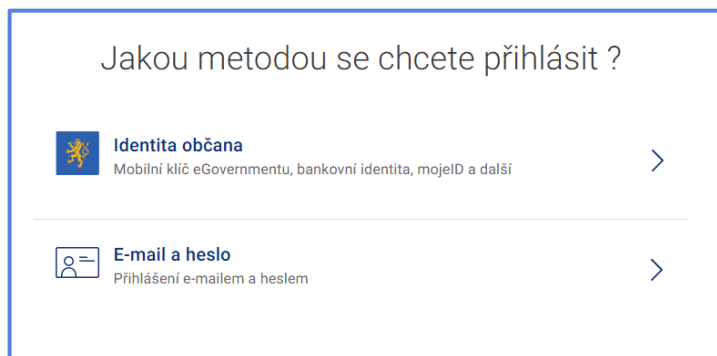 Jakou metodou se chcete přihlásit ?
Identita občana
Mobilní klíč eGovernmentu, bankovní identita, mojeID a další
E-mail a heslo
Přihlášení e-mailem a heslem